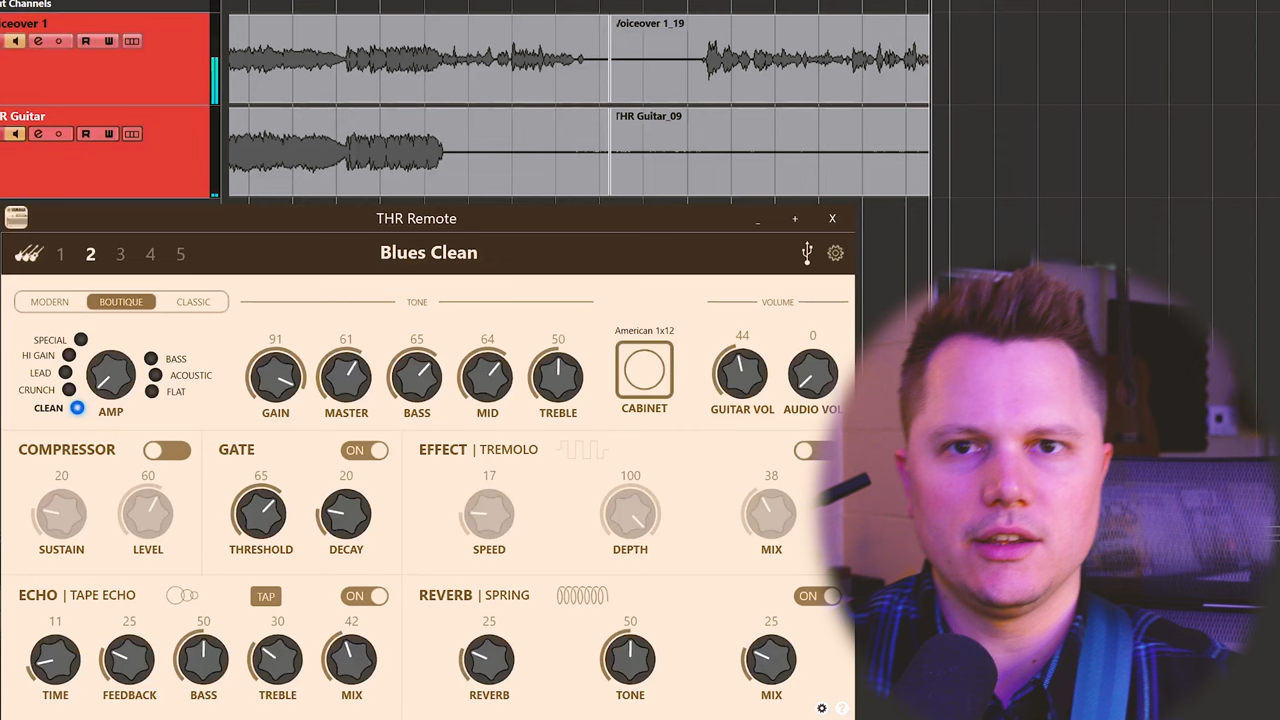 ut Channels
iceover 1
Voiceover 1_19
R W
R Guitar
THR Guitar_09
R W
THR Remote
1 2 3 4 5
Blues Clean
MODERN BOUTIQUE CLASSIC
TONE
VOLUME
SPECIAL
HI GAIN
LEAD
CRUNCH
CLEAN
AMP
BASS
ACOUSTIC
FLAT
91 61 65 64 50
GAIN MASTER BASS MID TREBLE
American 1x12
CABINET
44 0
GUITAR VOL AUDIO VOL
COMPRESSOR
20 60
SUSTAIN LEVEL
GATE ON
65 20
THRESHOLD DECAY
EFFECT | TREMOLO
17 100 38
SPEED DEPTH MIX
ECHO | TAPE ECHO TAP ON
11 25 50 30 42
TIME FEEDBACK BASS TREBLE MIX
REVERB | SPRING ON
25 50 25
REVERB TONE MIX